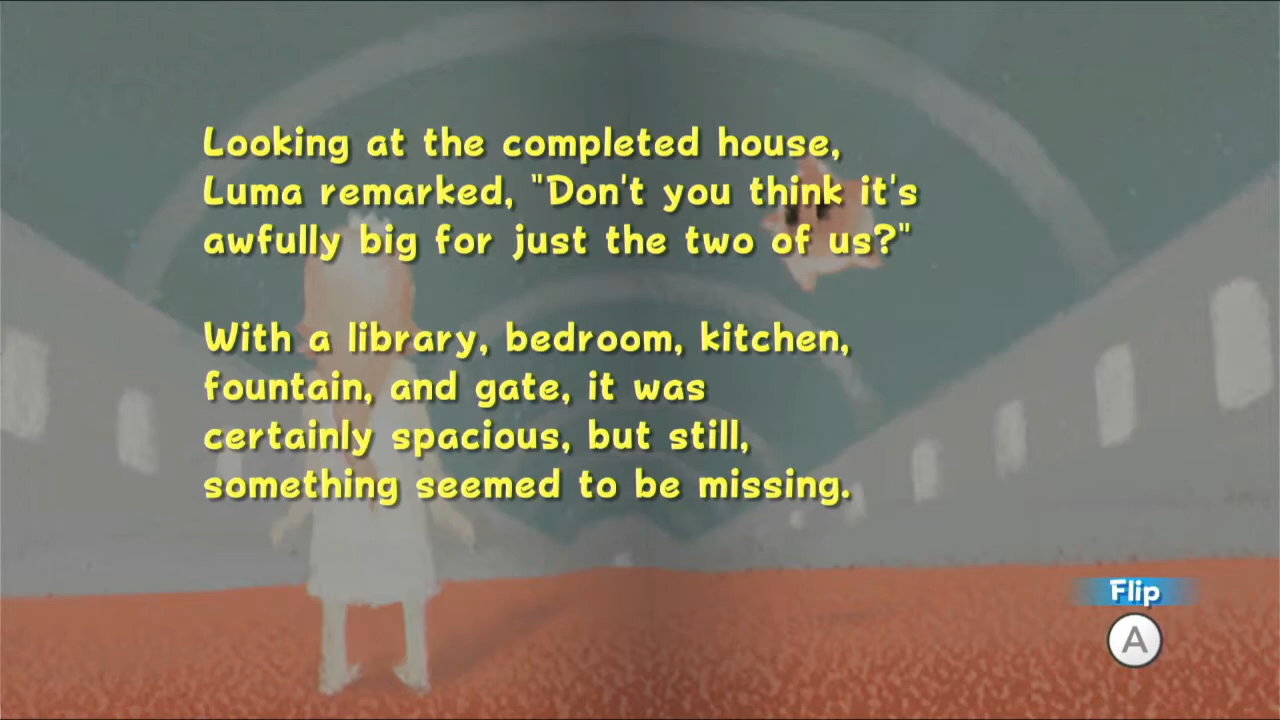 Looking at the completed house,
Luma remarked, "Don't you think it's
awfully big for just the two of us?"
With a library, bedroom, kitchen,
fountain, and gate, it was
certainly spacious, but still,
something seemed to be missing.
Flip
A